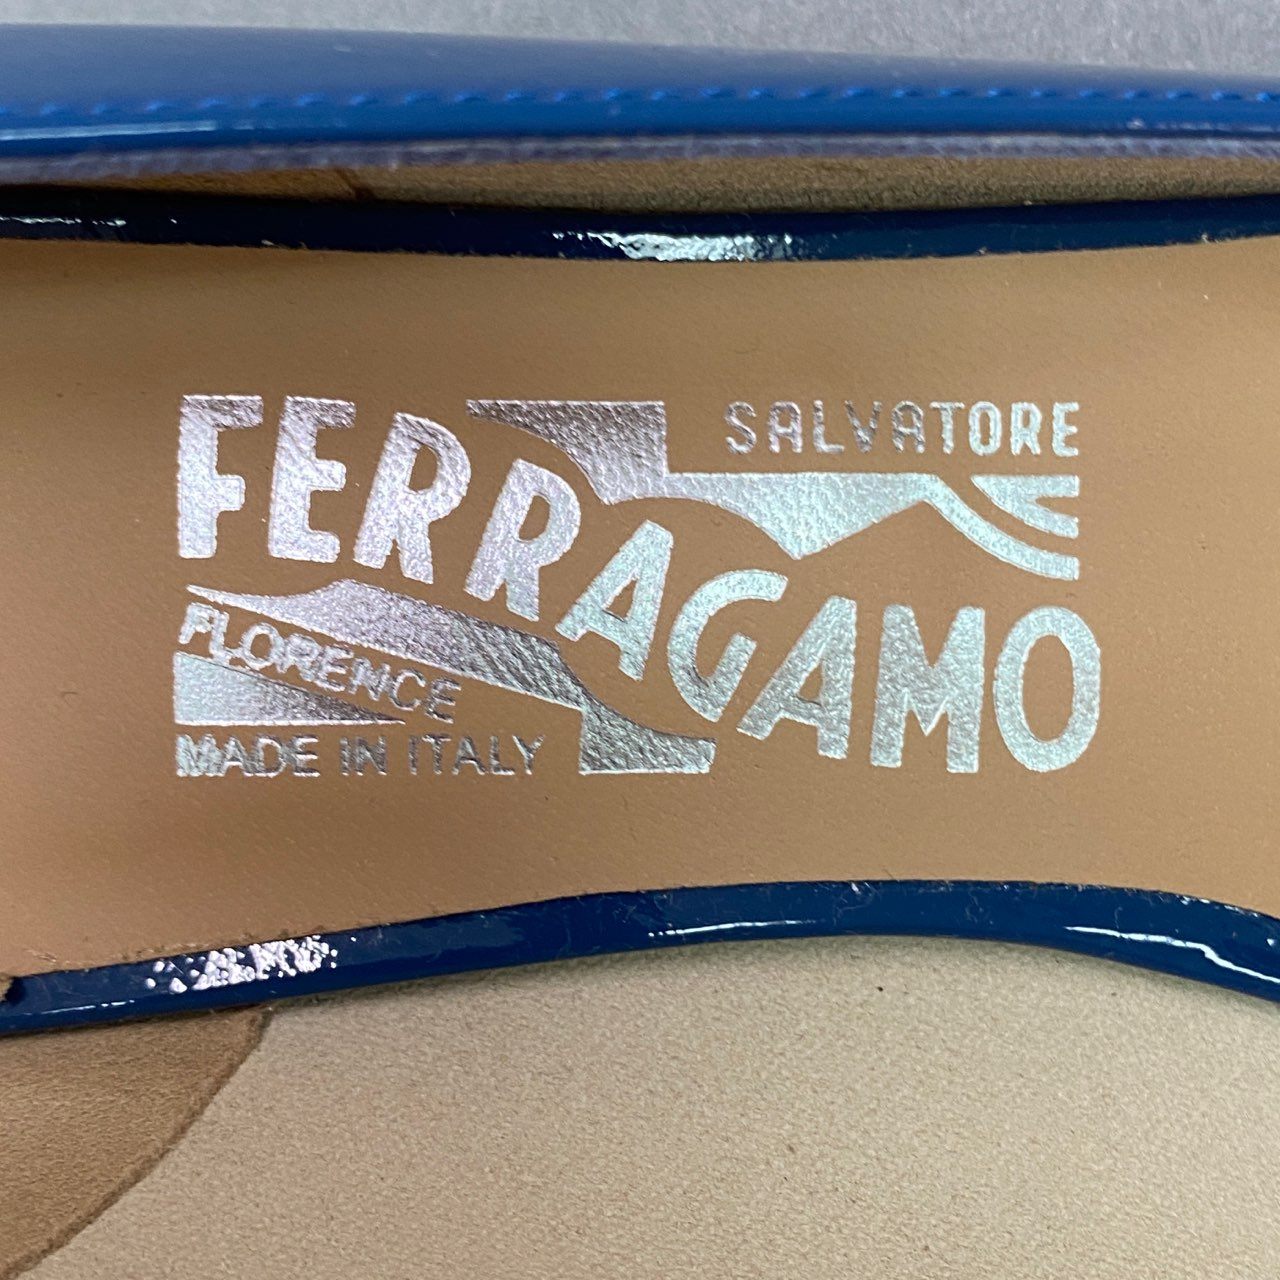 SALVATORE
FERRAGAMO
FLORENCE
MADE IN ITALY